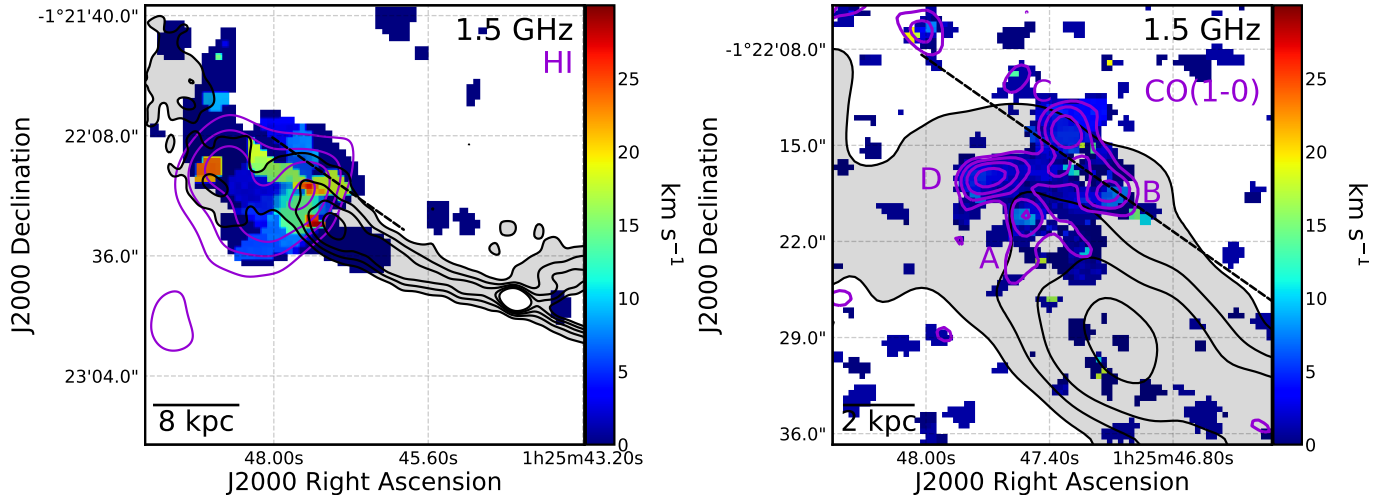 1.5 GHz
HI
-1°21'40"
22'08.0"
36.0"
23'04.0"
J2000 Declination
8 kpc
48.00s
45.60s
1h25m43.20s
J2000 Right Ascension
25
20
15
10
5
0
km s⁻¹
1.5 GHz
CO(1-0)
C
D
B
A
-1°22'08.0"
15.0"
22.0"
29.0"
36.0"
J2000 Declination
2 kpc
48.00s
47.40s
1h25m46.80s
J2000 Right Ascension
25
20
15
10
5
0
km s⁻¹